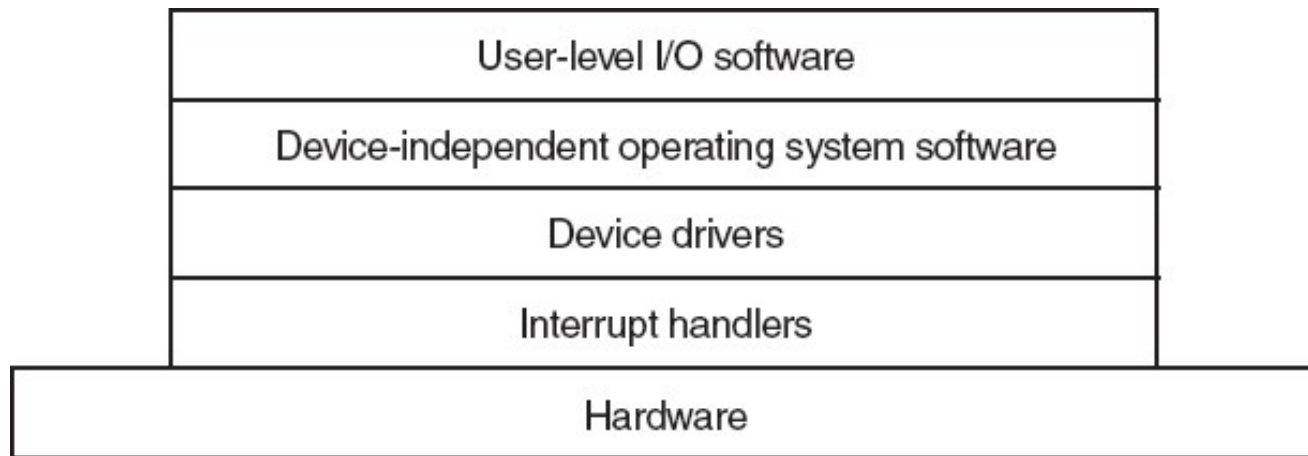 User-level I/O software
Device-independent operating system software
Device drivers
Interrupt handlers
Hardware